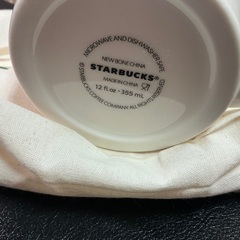 MICROWAVE AND DISHWASHER SAFE
NEW BONE CHINA
STARBUCKS®
MADE IN CHINA
12 fl oz - 355 mL
STARBUCKS COFFEE COMPANY. ALL RIGHTS RESERVED.